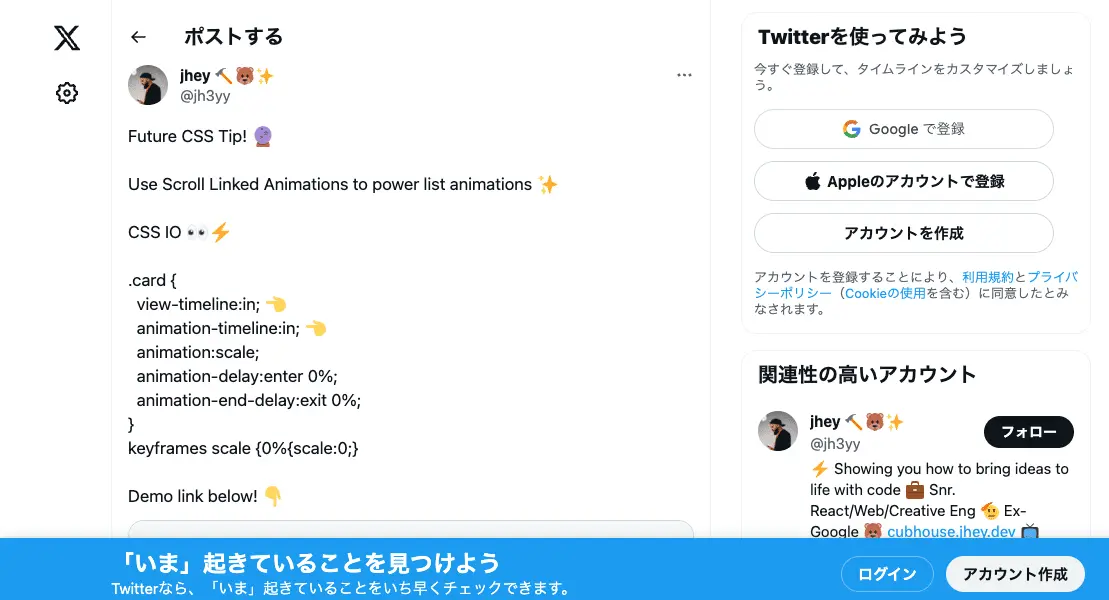 ポストする
jhey 🔨🐻✨
@jh3yy
Future CSS Tip! 🔮
Use Scroll Linked Animations to power list animations ✨
CSS IO 👀⚡
.card {
view-timeline:in; 👈
animation-timeline:in; 👈
animation:scale;
animation-delay:enter 0%;
animation-end-delay:exit 0%;
}
keyframes scale {0%{scale:0;}
Demo link below! 👇
Twitterを使ってみよう
今すぐ登録して、タイムラインをカスタマイズしましょ
う。
Google で登録
Appleのアカウントで登録
アカウントを作成
アカウントを登録することにより、利用規約とプライバ
シーポリシー（Cookieの使用を含む）に同意したとみ
なされます。
関連性の高いアカウント
jhey 🔨🐻✨
@jh3yy
フォロー
⚡ Showing you how to bring ideas to
life with code 💼 Snr.
React/Web/Creative Eng 🫡 Ex-
Google 🐻 cubhouse.jhey.dev 📺
「いま」起きていることを見つけよう
Twitterなら、「いま」起きていることをいち早くチェックできます。
ログイン
アカウント作成